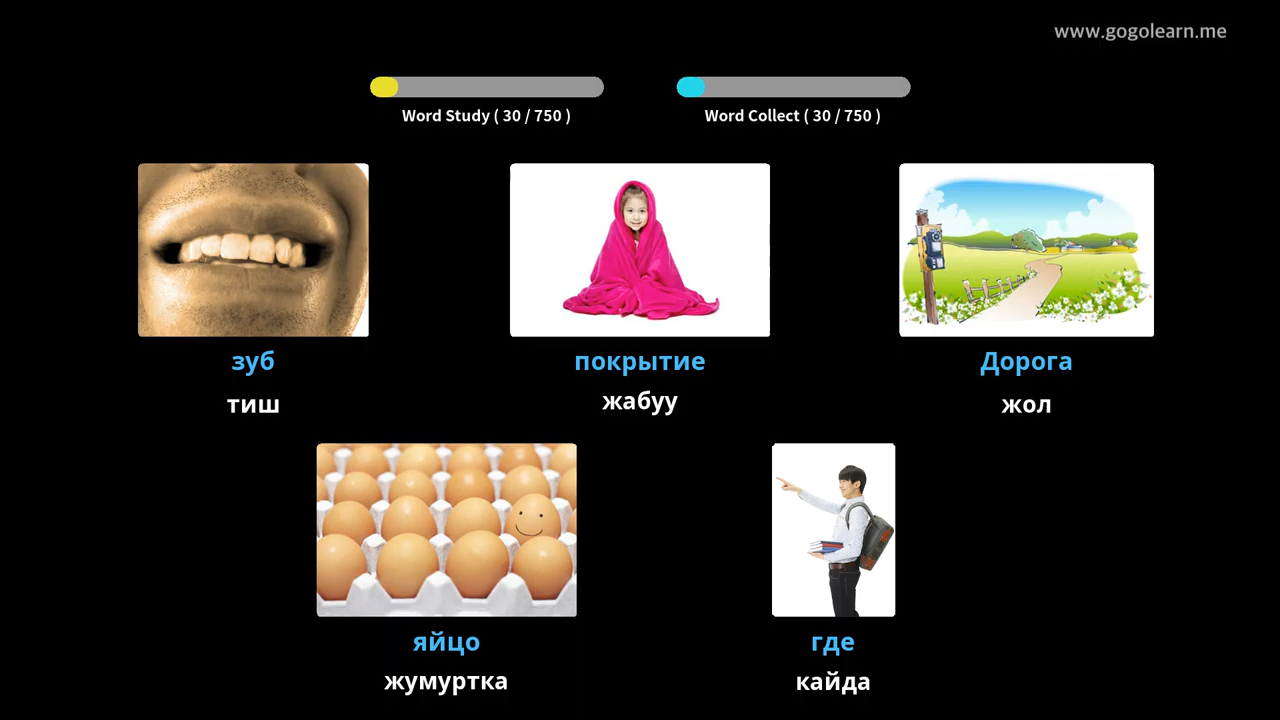 www.gogolearn.me
Word Study ( 30 / 750 )
Word Collect ( 30 / 750 )
зуб
тиш
покрытие
жабуу
Дорога
жол
яйцо
жумуртка
где
кайда